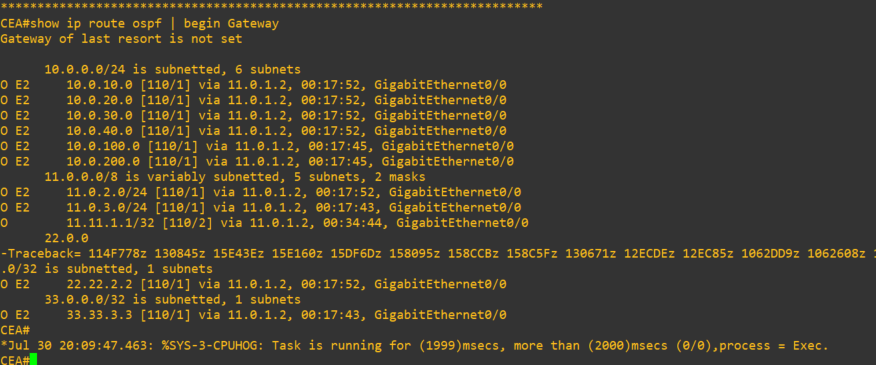 **************************************************************************
CEA#show ip route ospf | begin Gateway
Gateway of last resort is not set
10.0.0.0/24 is subnetted, 6 subnets
O E2 10.0.10.0 [110/1] via 11.0.1.2, 00:17:52, GigabitEthernet0/0
O E2 10.0.20.0 [110/1] via 11.0.1.2, 00:17:52, GigabitEthernet0/0
O E2 10.0.30.0 [110/1] via 11.0.1.2, 00:17:52, GigabitEthernet0/0
O E2 10.0.40.0 [110/1] via 11.0.1.2, 00:17:52, GigabitEthernet0/0
O E2 10.0.100.0 [110/1] via 11.0.1.2, 00:17:45, GigabitEthernet0/0
O E2 10.0.200.0 [110/1] via 11.0.1.2, 00:17:45, GigabitEthernet0/0
11.0.0.0/8 is variably subnetted, 5 subnets, 2 masks
O E2 11.0.2.0/24 [110/1] via 11.0.1.2, 00:17:52, GigabitEthernet0/0
O E2 11.0.3.0/24 [110/1] via 11.0.1.2, 00:17:43, GigabitEthernet0/0
O 11.11.1.1/32 [110/2] via 11.0.1.2, 00:34:44, GigabitEthernet0/0
22.0.0
-Traceback= 114F778z 130845z 15E43Ez 15E160z 15DF6Dz 158095z 158CCBz 158C5Fz 130671z 12ECDEz 12EC85z 1062DD9z 1062608z
.0/32 is subnetted, 1 subnets
O E2 22.22.2.2 [110/1] via 11.0.1.2, 00:17:52, GigabitEthernet0/0
33.0.0.0/32 is subnetted, 1 subnets
O E2 33.33.3.3 [110/1] via 11.0.1.2, 00:17:43, GigabitEthernet0/0
CEA#
*Jul 30 20:09:47.463: %SYS-3-CPUHOG: Task is running for (1999)msecs, more than (2000)msecs (0/0),process = Exec.
CEA#